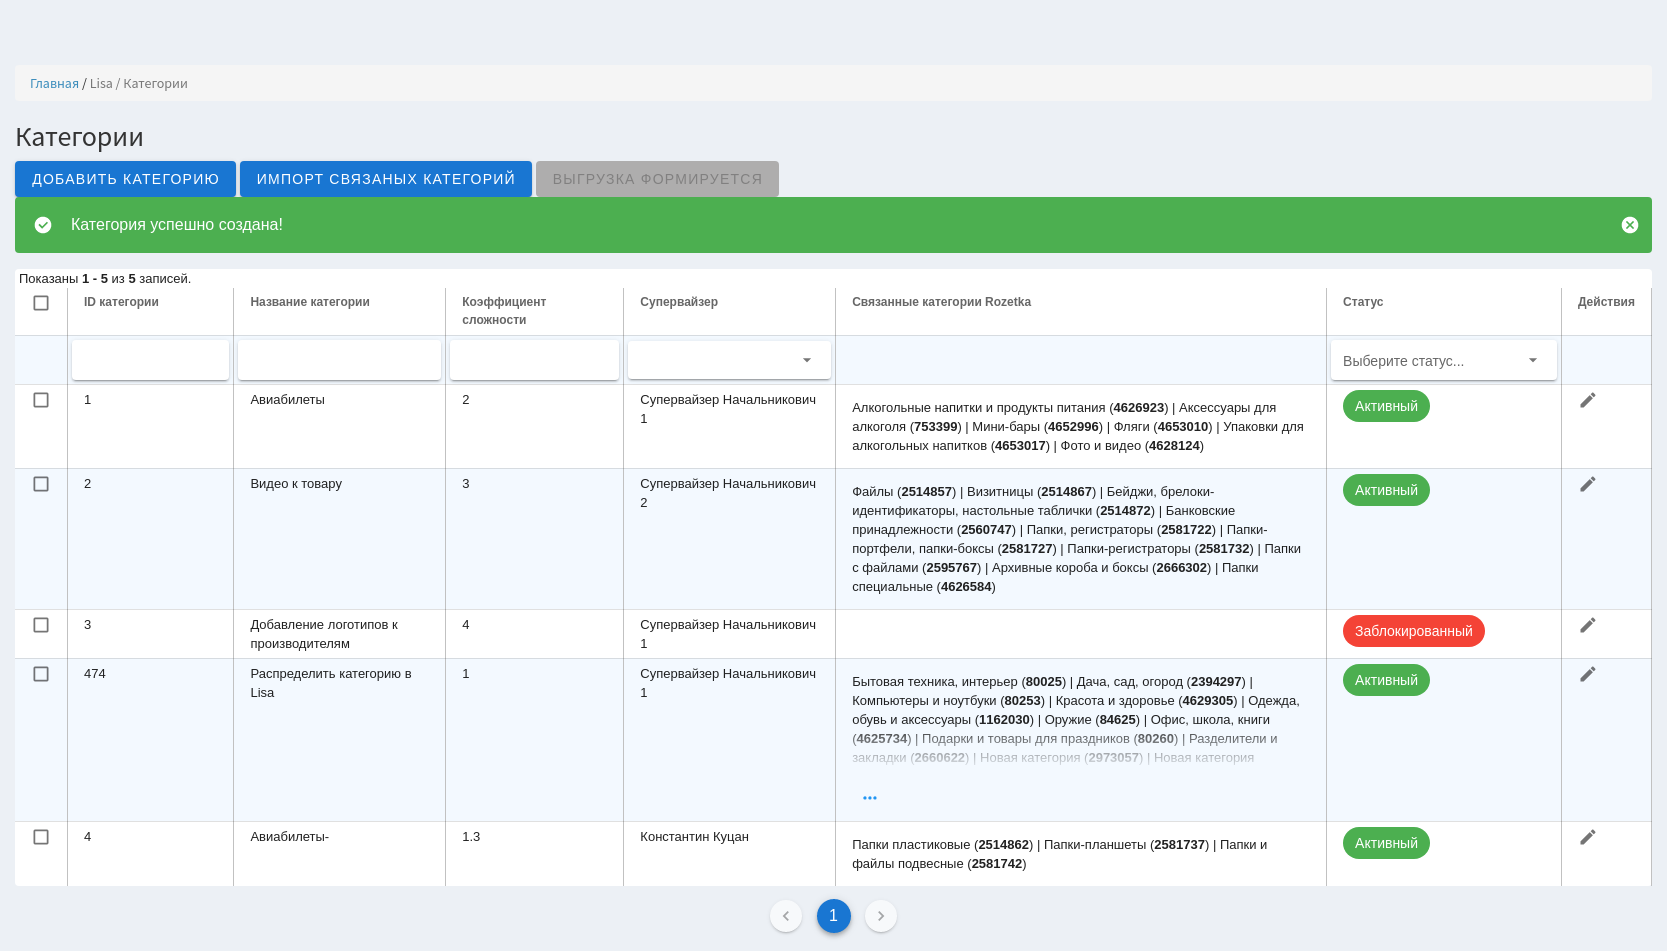 Главная / Lisa / Категории
Категории
ДОБАВИТЬ КАТЕГОРИЮ ИМПОРТ СВЯЗАНЫХ КАТЕГОРИЙ ВЫГРУЗКА ФОРМИРУЕТСЯ
Категория успешно создана!
Показаны 1 - 5 из 5 записей.
ID категории Название категории Коэффициент сложности Супервайзер Связанные категории Rozetka Статус Действия
Выберите статус...
1 Авиабилеты 2 Супервайзер Начальникович 1
Алкогольные напитки и продукты питания (4626923) | Аксессуары для
алкоголя (753399) | Мини-бары (4652996) | Фляги (4653010) | Упаковки для
алкогольных напитков (4653017) | Фото и видео (4628124)
Активный
2 Видео к товару 3 Супервайзер Начальникович 2
Файлы (2514857) | Визитницы (2514867) | Бейджи, брелоки-
идентификаторы, настольные таблички (2514872) | Банковские
принадлежности (2560747) | Папки, регистраторы (2581722) | Папки-
портфели, папки-боксы (2581727) | Папки-регистраторы (2581732) | Папки
с файлами (2595767) | Архивные короба и боксы (2666302) | Папки
специальные (4626584)
Активный
3 Добавление логотипов к производителям 4 Супервайзер Начальникович 1
Заблокированный
474 Распределить категорию в Lisa 1 Супервайзер Начальникович 1
Бытовая техника, интерьер (80025) | Дача, сад, огород (2394297) |
Компьютеры и ноутбуки (80253) | Красота и здоровье (4629305) | Одежда,
обувь и аксессуары (1162030) | Оружие (84625) | Офис, школа, книги
(4625734) | Подарки и товары для праздников (80260) | Разделители и
закладки (2660622) | Новая категория (2973057) | Новая категория
...
Активный
4 Авиабилеты- 1.3 Константин Куцан
Папки пластиковые (2514862) | Папки-планшеты (2581737) | Папки и
файлы подвесные (2581742)
Активный
1